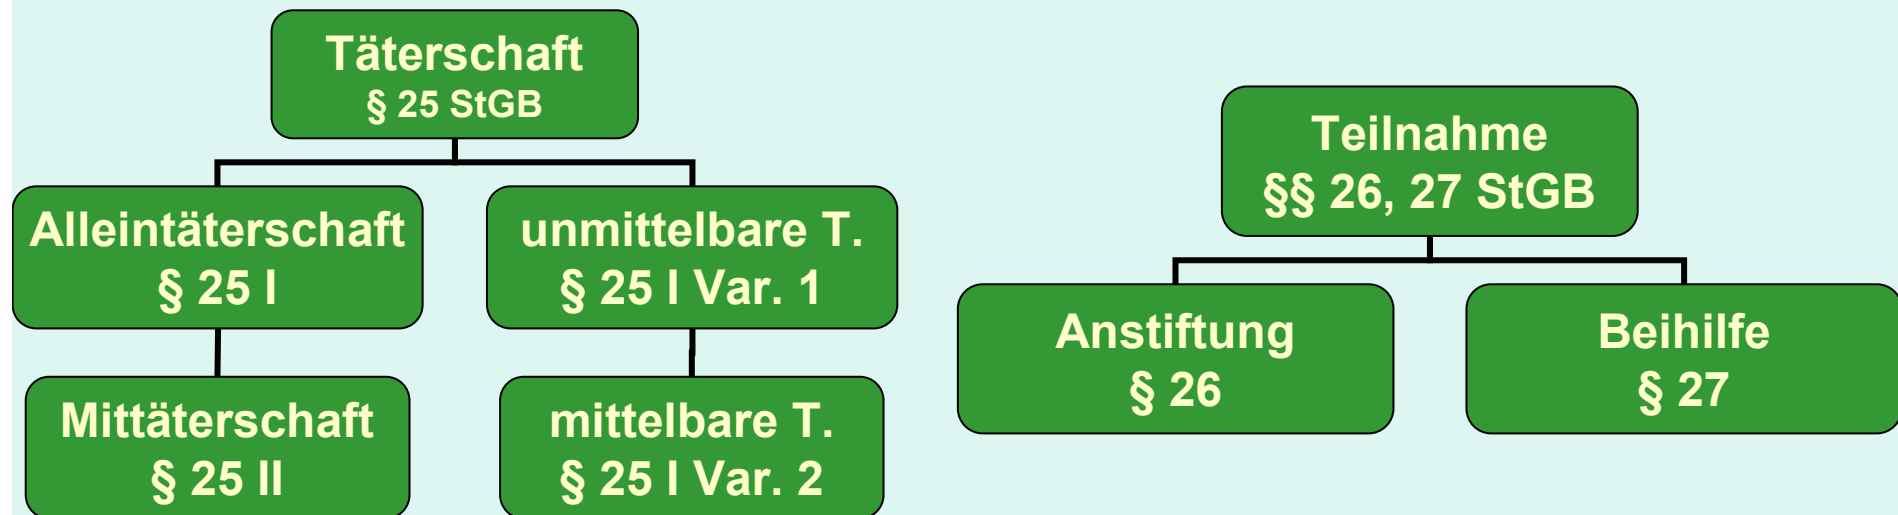 Täterschaft
§ 25 StGB
Alleintäterschaft
§ 25 I
unmittelbare T.
§ 25 I Var. 1
Mittäterschaft
§ 25 II
mittelbare T.
§ 25 I Var. 2
Teilnahme
§§ 26, 27 StGB
Anstiftung
§ 26
Beihilfe
§ 27